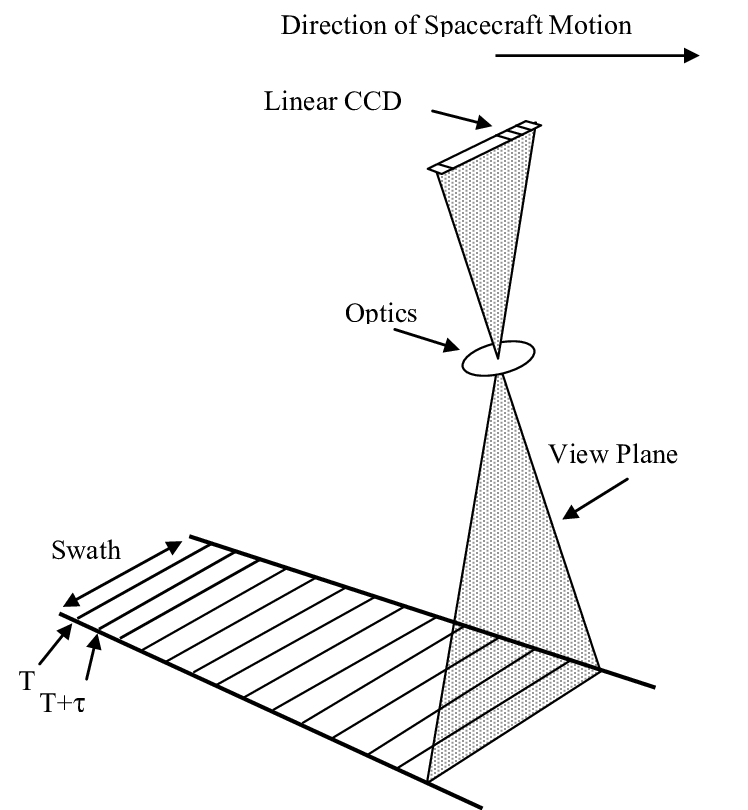 Direction of Spacecraft Motion
Linear CCD
Optics
View Plane
Swath
T
T+τ